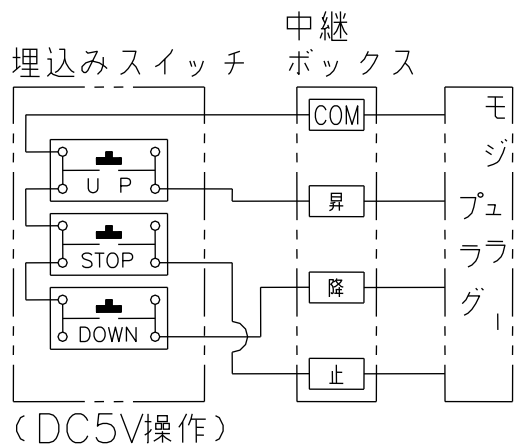 中継
埋込みスイッチ
ボックス
COM
UP
昇
STOP
降
DOWN
止
モジュラー
プラグ
(DC5V操作)